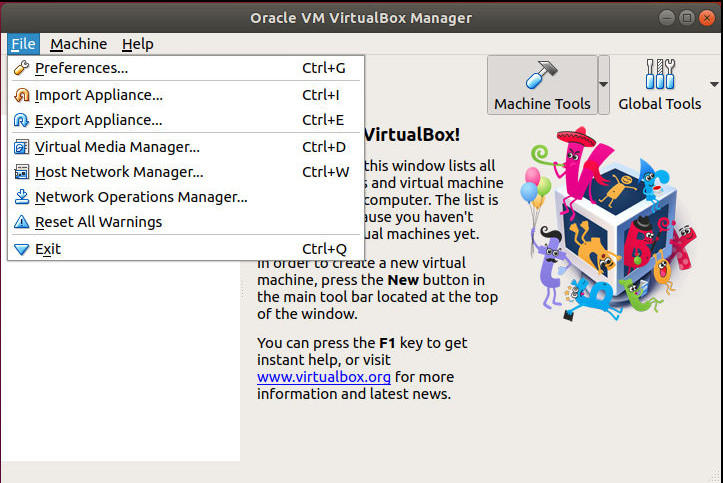 Oracle VM VirtualBox Manager
File Machine Help
Preferences... Ctrl+G
Import Appliance... Ctrl+I
Export Appliance... Ctrl+E
Virtual Media Manager... Ctrl+D
Host Network Manager... Ctrl+W
Network Operations Manager...
Reset All Warnings
Exit Ctrl+Q
Machine Tools Global Tools
VirtualBox!
this window lists all
and virtual machine
computer. The list is
you haven't
machines yet.
In order to create a new virtual
machine, press the New button in
the main tool bar located at the top
of the window.
You can press the F1 key to get
instant help, or visit
www.virtualbox.org for more
information and latest news.